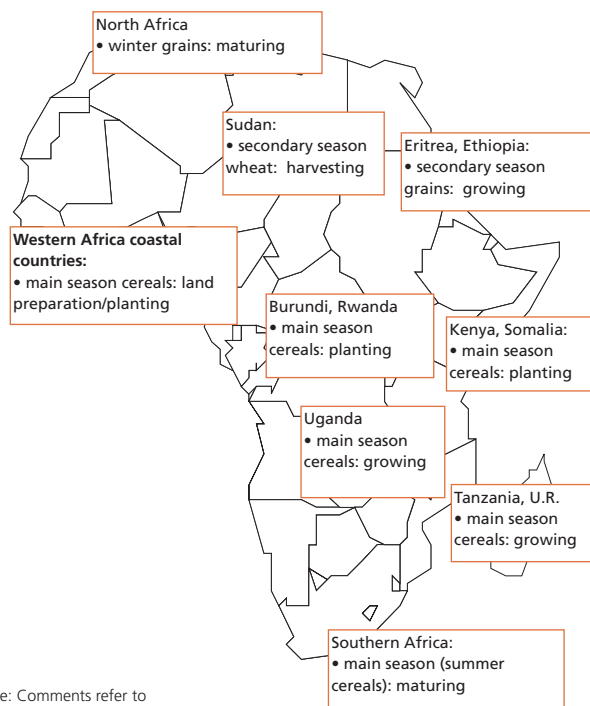 North Africa
• winter grains: maturing
Sudan:
• secondary season
wheat: harvesting
Eritrea, Ethiopia:
• secondary season
grains: growing
Western Africa coastal
countries:
• main season cereals: land
preparation/planting
Burundi, Rwanda
• main season
cereals: planting
Kenya, Somalia:
• main season
cereals: planting
Uganda
• main season
cereals: growing
Tanzania, U.R.
• main season
cereals: growing
Southern Africa:
• main season (summer
cereals): maturing
e: Comments refer to